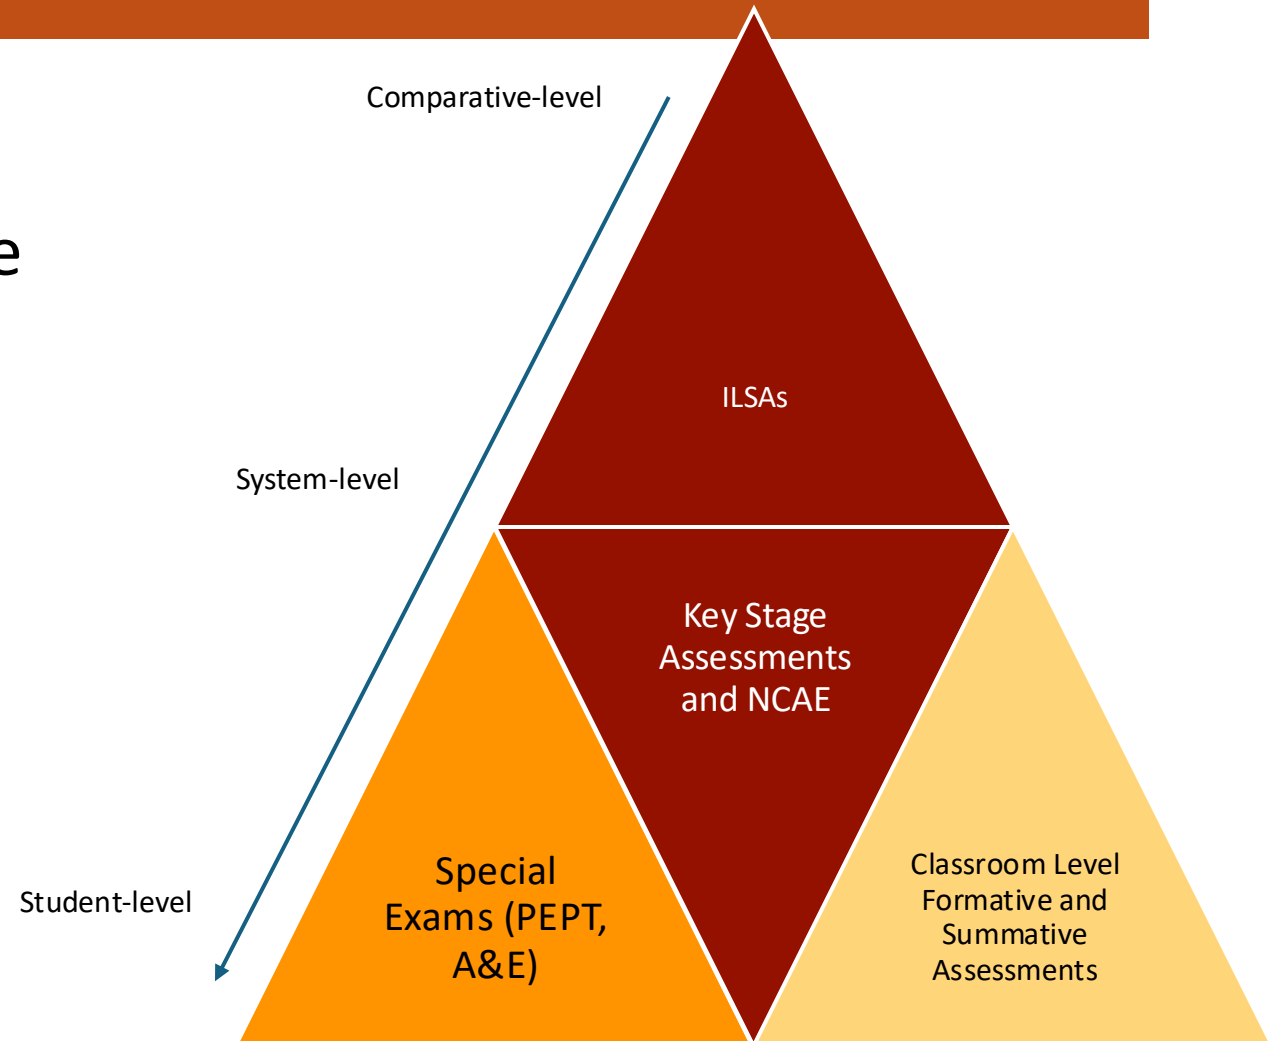 Comparative-level
e
ILSAs
System-level
Key Stage
Assessments
and NCAE
Special
Exams (PEPT,
A&E)
Classroom Level
Formative and
Summative
Assessments
Student-level